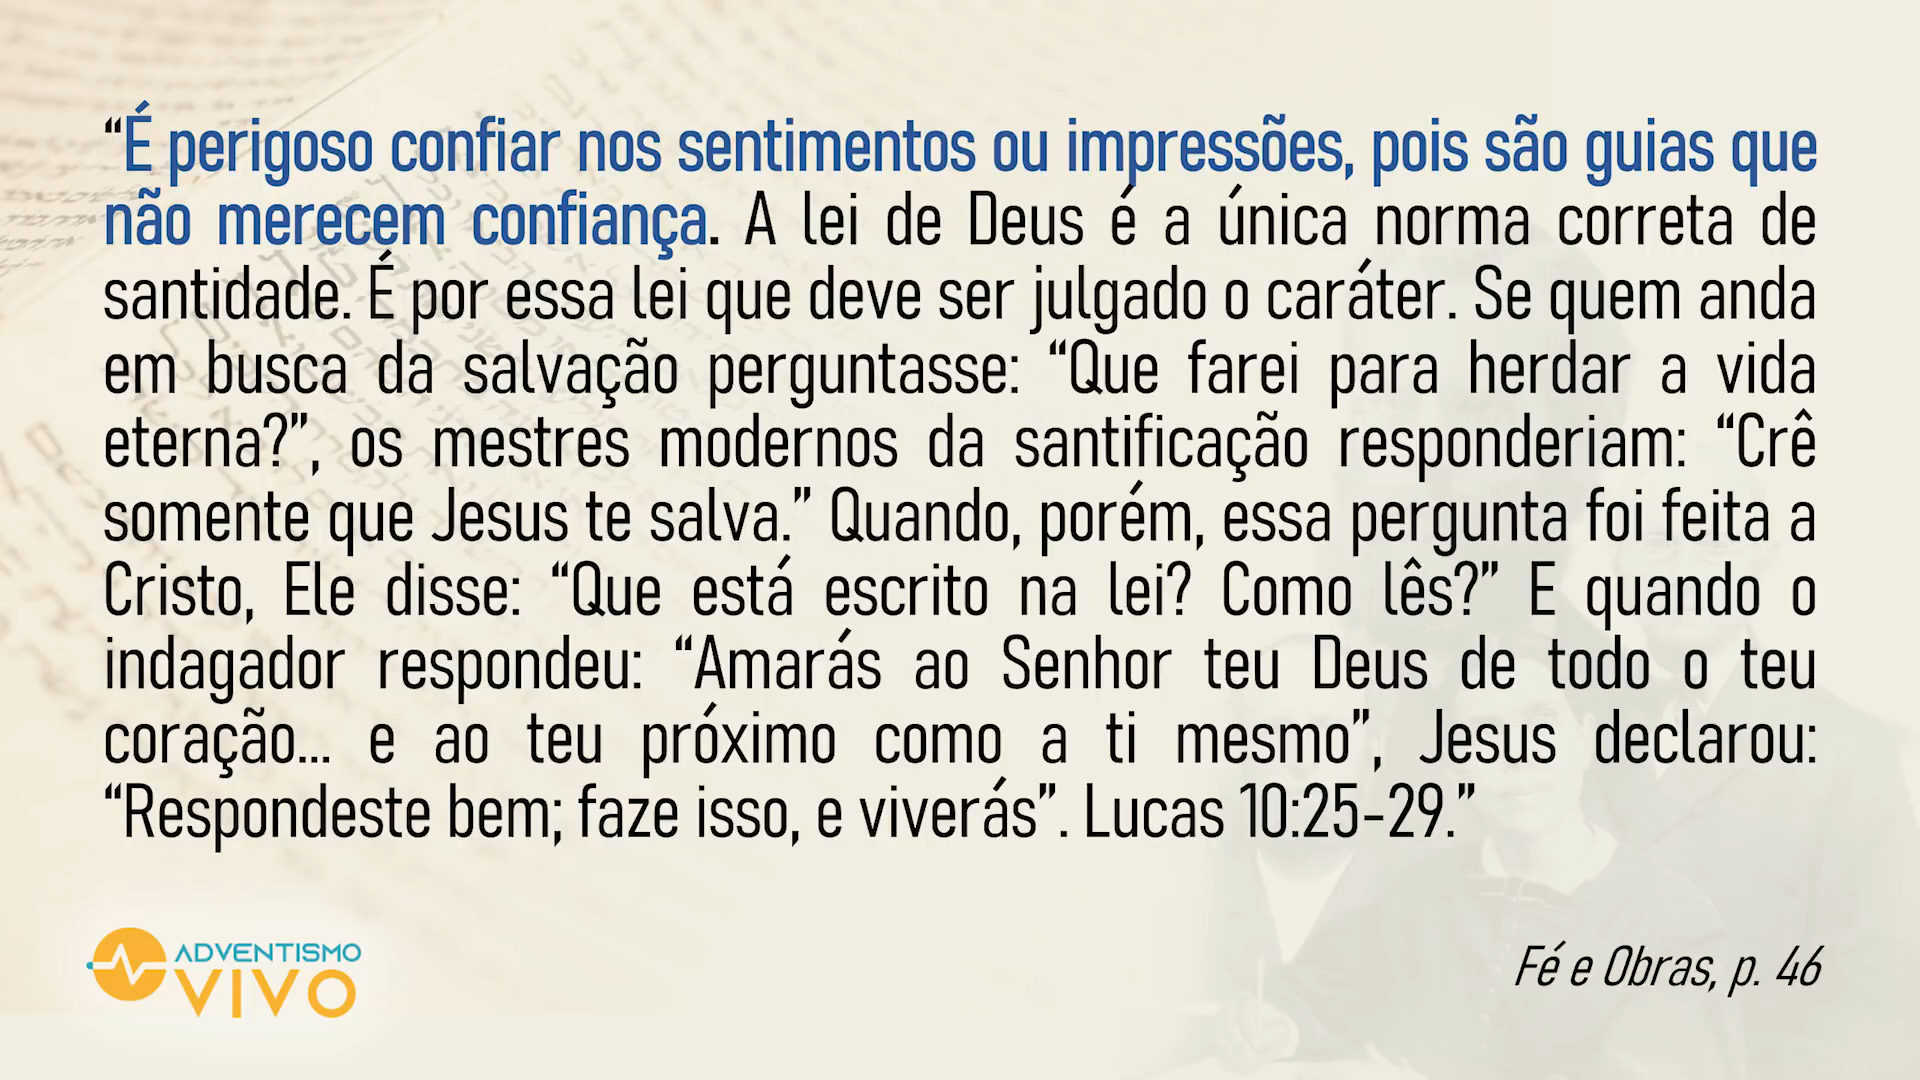 “É perigoso confiar nos sentimentos ou impressões, pois são guias que
não merecem confiança. A lei de Deus é a única norma correta de
santidade. É por essa lei que deve ser julgado o caráter. Se quem anda
em busca da salvação perguntasse: “Que farei para herdar a vida
eterna?”, os mestres modernos da santificação responderiam: “Crê
somente que Jesus te salva.” Quando, porém, essa pergunta foi feita a
Cristo, Ele disse: “Que está escrito na lei? Como lês?” E quando o
indagador respondeu: “Amarás ao Senhor teu Deus de todo o teu
coração... e ao teu próximo como a ti mesmo”, Jesus declarou:
“Respondeste bem; faze isso, e viverás”. Lucas 10:25-29.”
ADVENTISMO
VIVO
Fé e Obras, p. 46